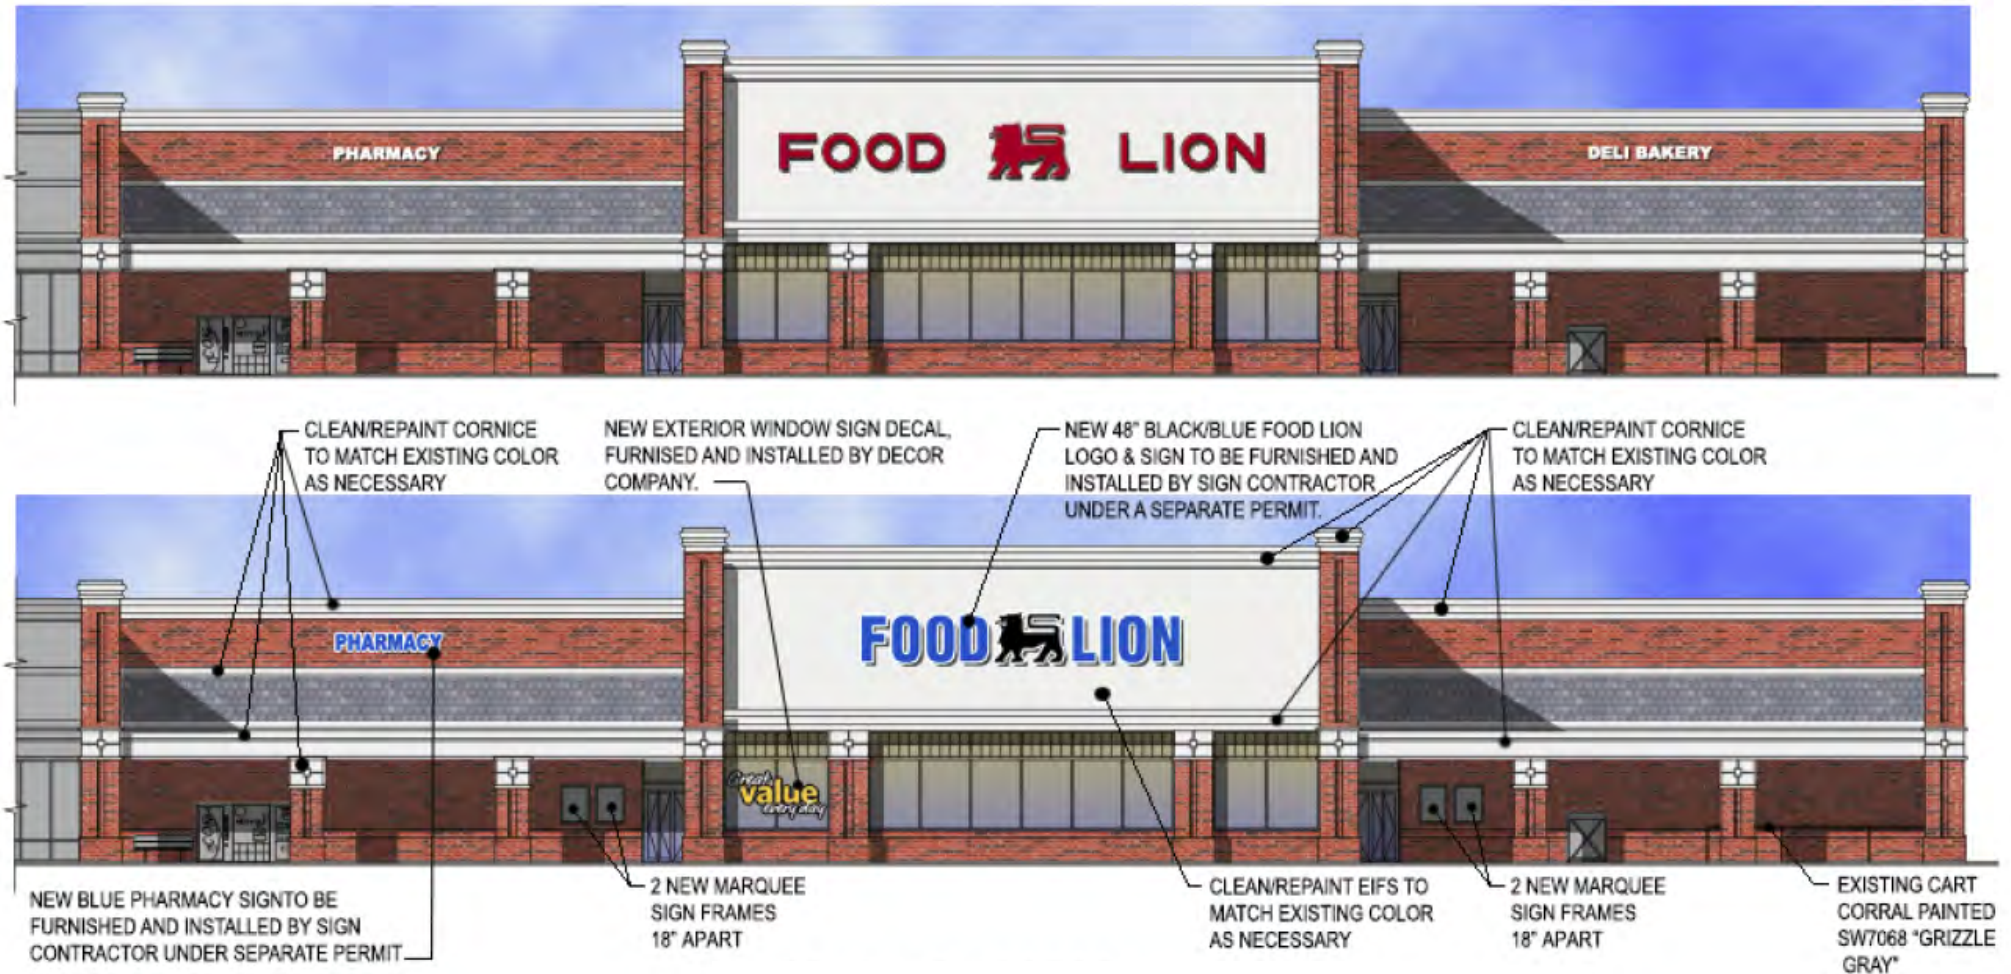 PHARMACY
FOOD LION
DELI BAKERY
CLEAN/REPAINT CORNICE
TO MATCH EXISTING COLOR
AS NECESSARY
NEW EXTERIOR WINDOW SIGN DECAL,
FURNISED AND INSTALLED BY DECOR
COMPANY.
NEW 48" BLACK/BLUE FOOD LION
LOGO & SIGN TO BE FURNISHED AND
INSTALLED BY SIGN CONTRACTOR
UNDER A SEPARATE PERMIT.
CLEAN/REPAINT CORNICE
TO MATCH EXISTING COLOR
AS NECESSARY
PHARMACY
FOOD LION
Great
value
every day
NEW BLUE PHARMACY SIGNTO BE
FURNISHED AND INSTALLED BY SIGN
CONTRACTOR UNDER SEPARATE PERMIT
2 NEW MARQUEE
SIGN FRAMES
18" APART
CLEAN/REPAINT EIFS TO
MATCH EXISTING COLOR
AS NECESSARY
2 NEW MARQUEE
SIGN FRAMES
18" APART
EXISTING CART
CORRAL PAINTED
SW7068 "GRIZZLE
GRAY"